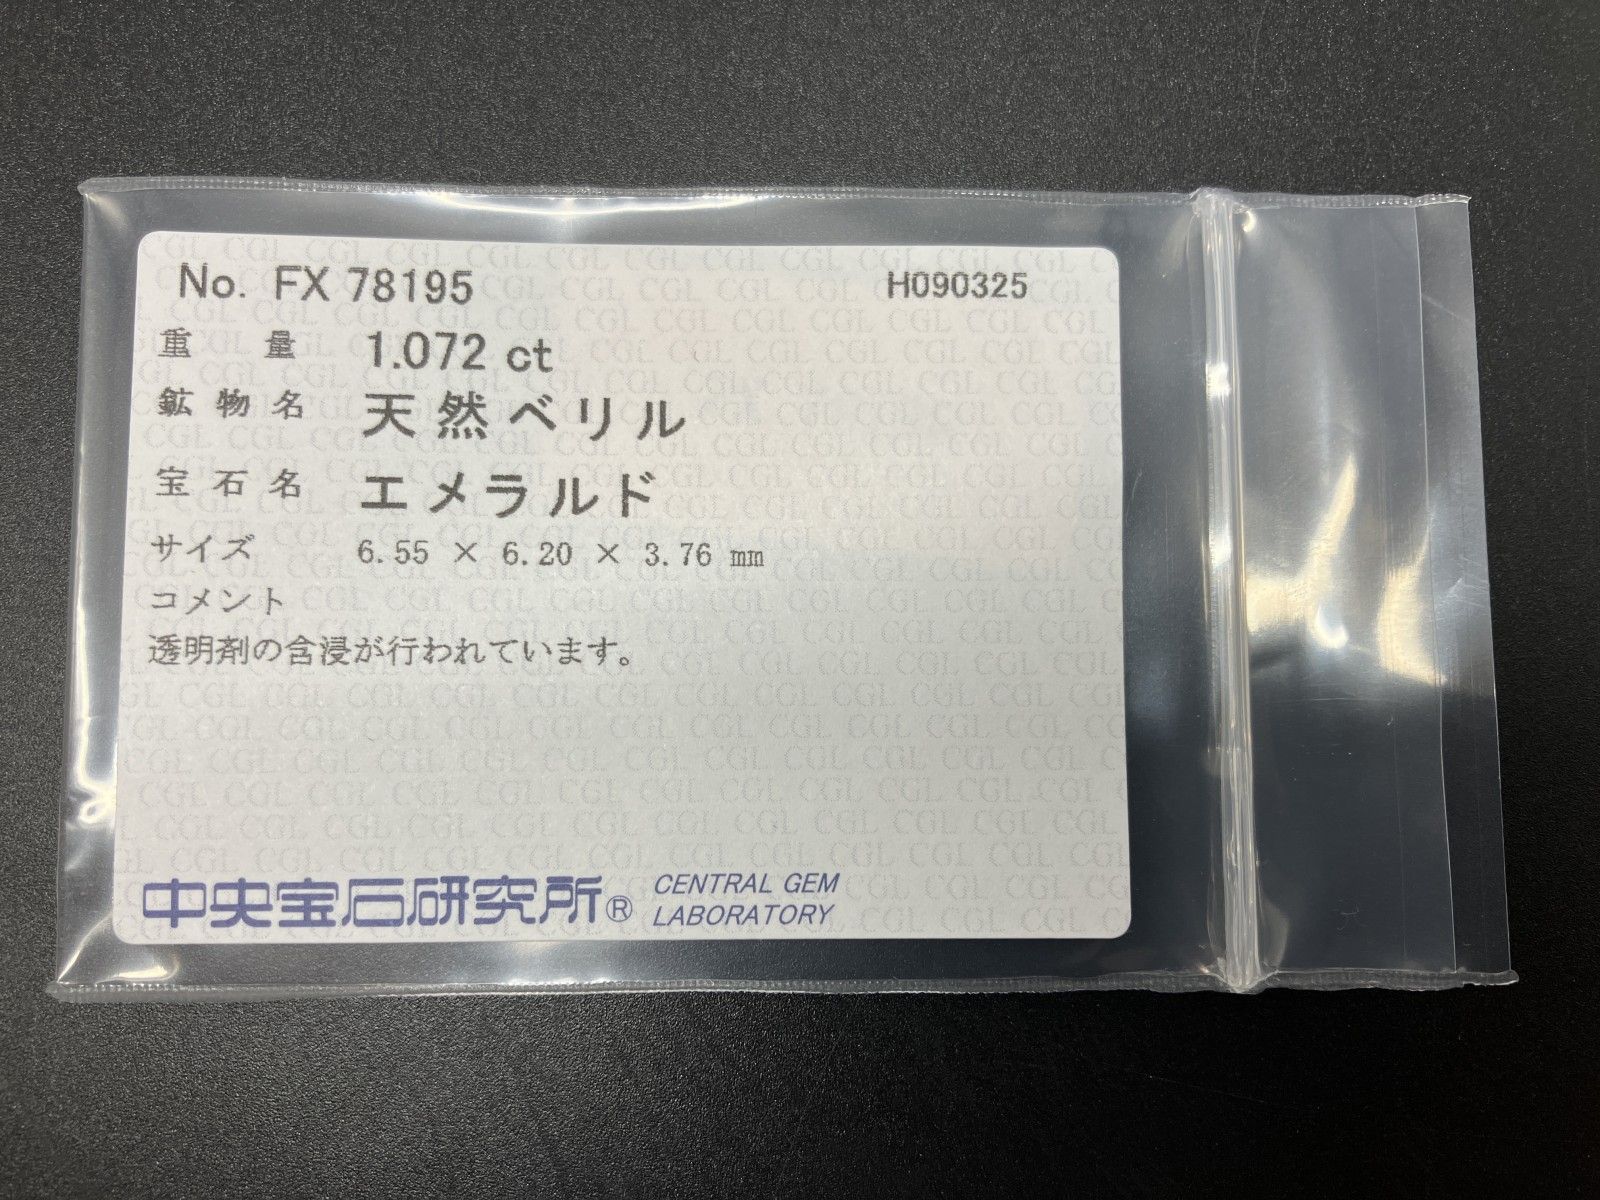 No. FX 78195 H090325
重量 1.072 ct
鉱物名 天然ベリル
宝石名 エメラルド
サイズ 6.55 × 6.20 × 3.76 mm
コメント
透明剤の含浸が行われています。
中央宝石研究所® CENTRAL GEM
LABORATORY